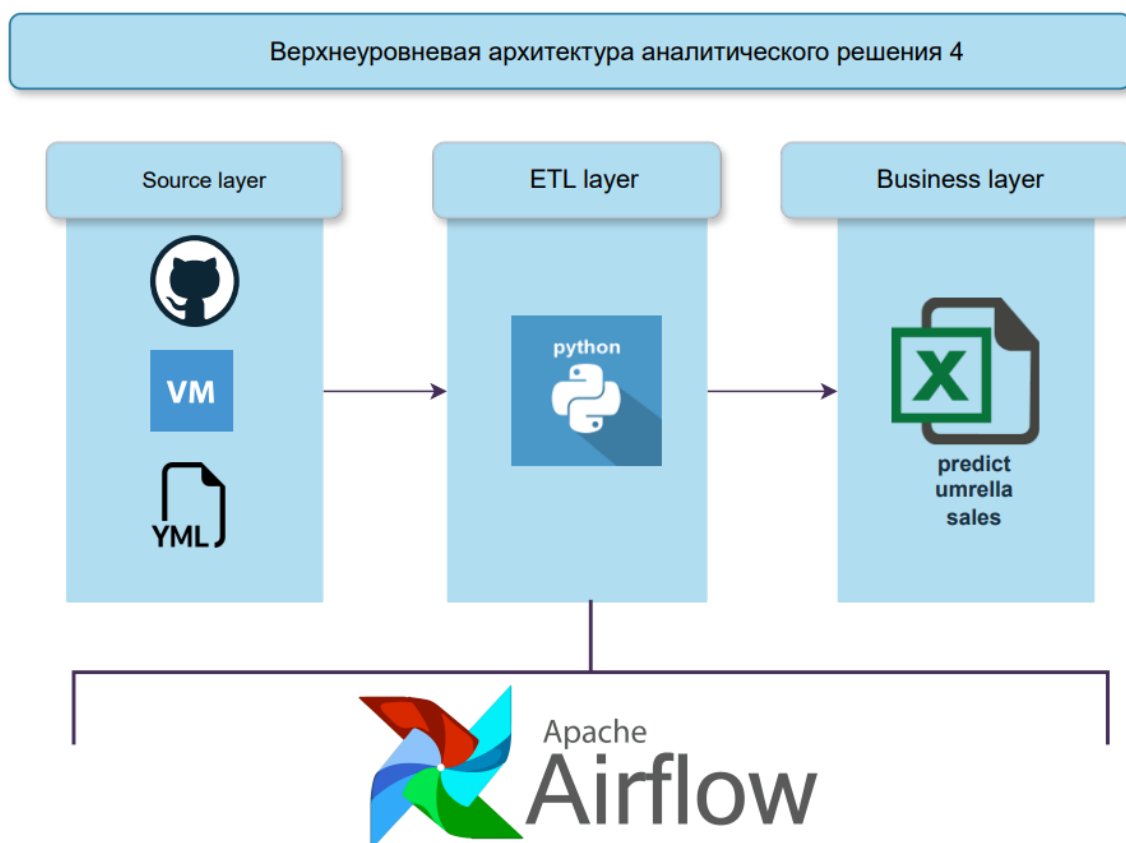 Верхнеуровневая архитектура аналитического решения 4
Source layer
ETL layer
Business layer
VM
YML
python
X
predict
umrella
sales
Apache
Airflow